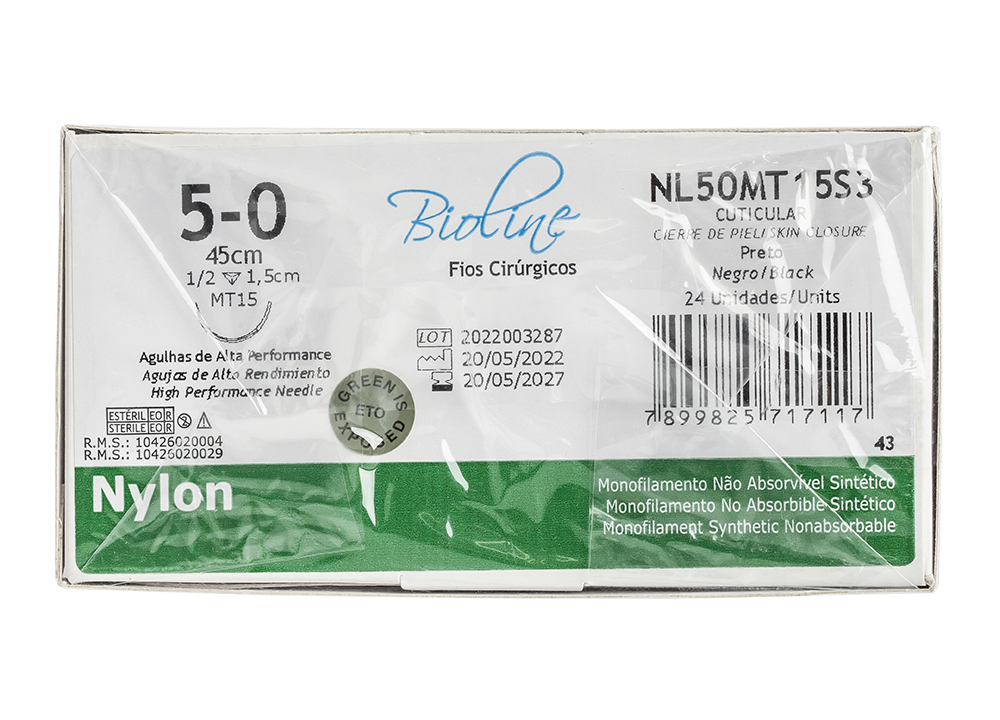 5-0
45cm
1/2 1,5cm
MT15
Agulhas de Alta Performance
Agujas de Alto Rendimiento
High Performance Needle
ESTÉRIL EO R
STERILE EO R
R.M.S.: 10426020004
R.M.S.: 10426020029
GREEN IS
ETO
EXPOSED
Bioline
Fios Cirúrgicos
LOT 2022003287
20/05/2022
20/05/2027
NL50MT15S3
CUTICULAR
CIERRE DE PIEL/SKIN CLOSURE
Preto
Negro/Black
24 Unidades/Units
7 899825 717117
43
Nylon
Monofilamento Não Absorvível Sintético
Monofilamento No Absorbible Sintético
Monofilament Synthetic Nonabsorbable